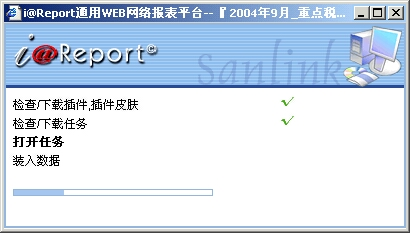 i@Report通用WEB网络报表平台--『 2004年9月_重点税...
i@Report©
Sanlink
检查/下载插件,插件皮肤
检查/下载任务
打开任务
装入数据